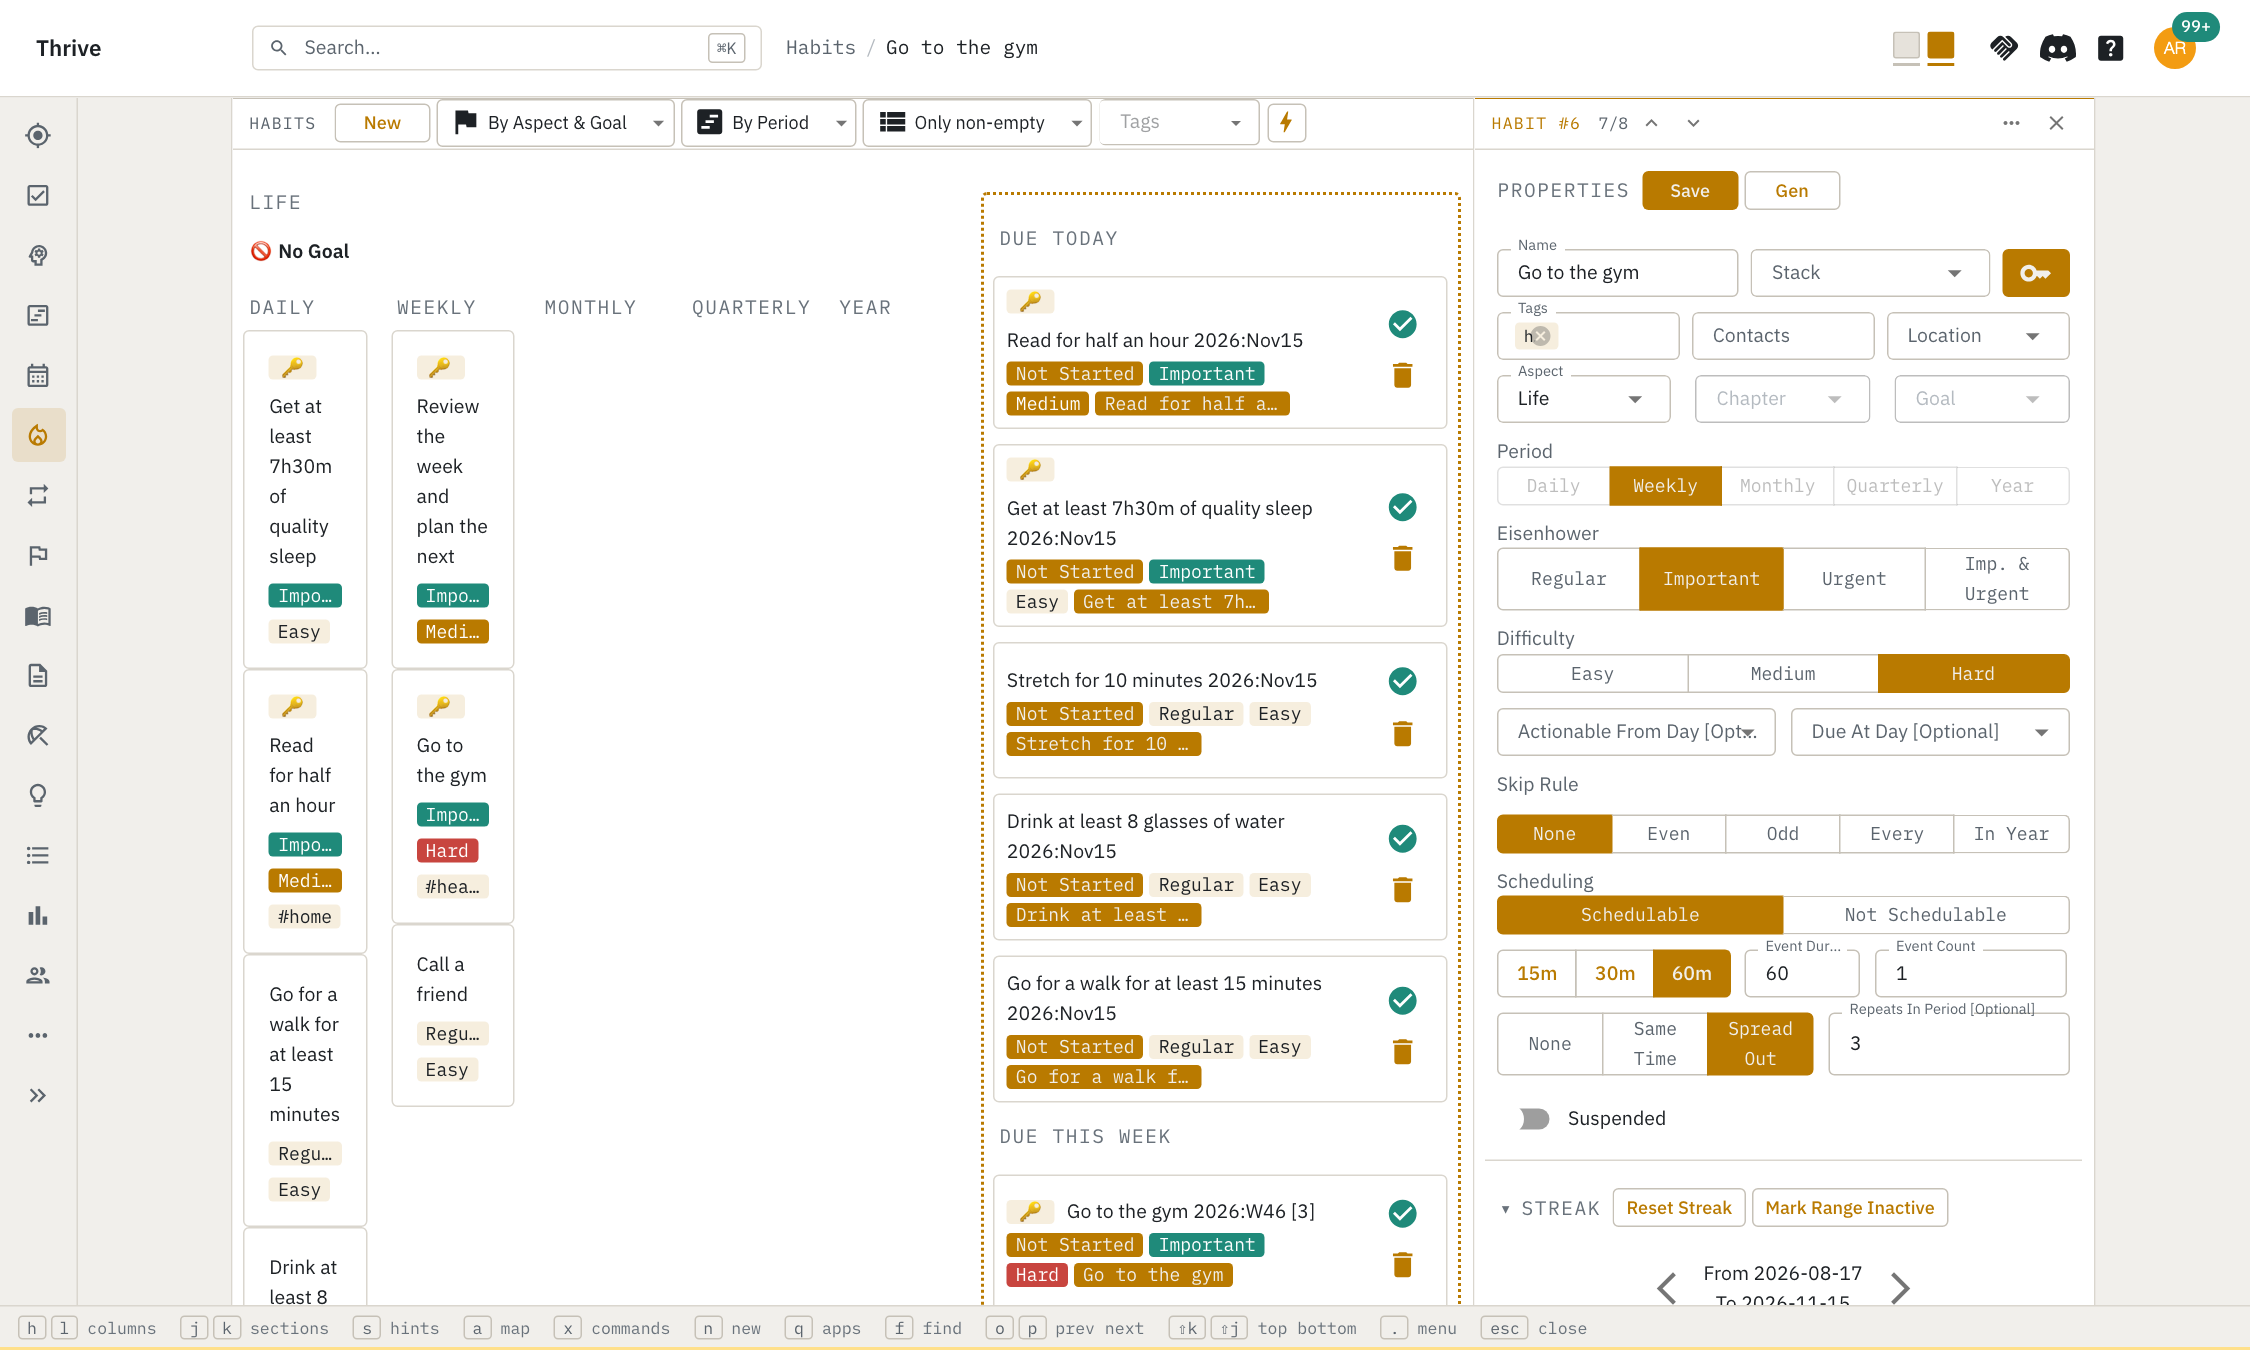 Thrive
Search...
⌘K
Habits / Go to the gym
99+
AR
HABITS
New
By Aspect & Goal
By Period
Only non-empty
Tags
HABIT #6
7/8
LIFE
🚫 No Goal
DAILY
WEEKLY
MONTHLY
QUARTERLY
YEAR
Get at
least
7h30m
of
quality
sleep
Impo…
Easy
Read
for half
an hour
Impo…
Medi…
#home
Go for a
walk for
at least
15
minutes
Regu…
Easy
Drink at
least 8
Review
the
week
and
plan the
next
Impo…
Medi…
Go to
the gym
Impo…
Hard
#hea…
Call a
friend
Regu…
Easy
DUE TODAY
Read for half an hour 2026:Nov15
Not Started
Important
Medium
Read for half a…
Get at least 7h30m of quality sleep
2026:Nov15
Not Started
Important
Easy
Get at least 7h…
Stretch for 10 minutes 2026:Nov15
Not Started
Regular
Easy
Stretch for 10 …
Drink at least 8 glasses of water
2026:Nov15
Not Started
Regular
Easy
Drink at least …
Go for a walk for at least 15 minutes
2026:Nov15
Not Started
Regular
Easy
Go for a walk f…
DUE THIS WEEK
Go to the gym 2026:W46 [3]
Not Started
Important
Hard
Go to the gym
PROPERTIES
Save
Gen
Name
Go to the gym
Stack
Tags
h
Contacts
Location
Aspect
Life
Chapter
Goal
Period
Daily
Weekly
Monthly
Quarterly
Year
Eisenhower
Regular
Important
Urgent
Imp. &
Urgent
Difficulty
Easy
Medium
Hard
Actionable From Day [Opt…
Due At Day [Optional]
Skip Rule
None
Even
Odd
Every
In Year
Scheduling
Schedulable
Not Schedulable
15m
30m
60m
Event Dur…
60
Event Count
1
None
Same
Time
Spread
Out
Repeats In Period [Optional]
3
Suspended
▼ STREAK
Reset Streak
Mark Range Inactive
From 2026-08-17
To 2026-11-15
h l columns
j k sections
s hints
a map
x commands
n new
q apps
f find
o p prev next
⇧k ⇧j top bottom
. menu
esc close